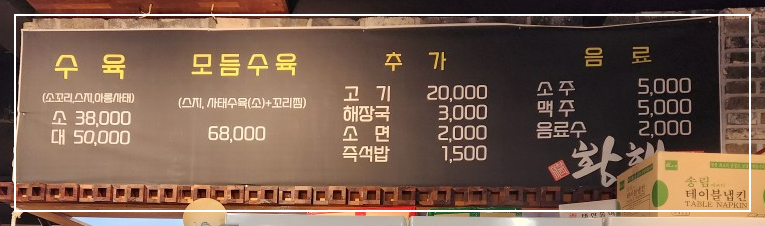 수 육
(소꼬리,스지,아롱사태)
소 38,000
대 50,000
모듬수육
(스지, 사태수육(소)+꼬리찜)
68,000
추 가
고 기 20,000
해장국 3,000
소 면 2,000
즉석밥 1,500
음 료
소 주 5,000
맥 주 5,000
음료수 2,000
황해
송림
테이블냅킨
TABLE NAPKIN